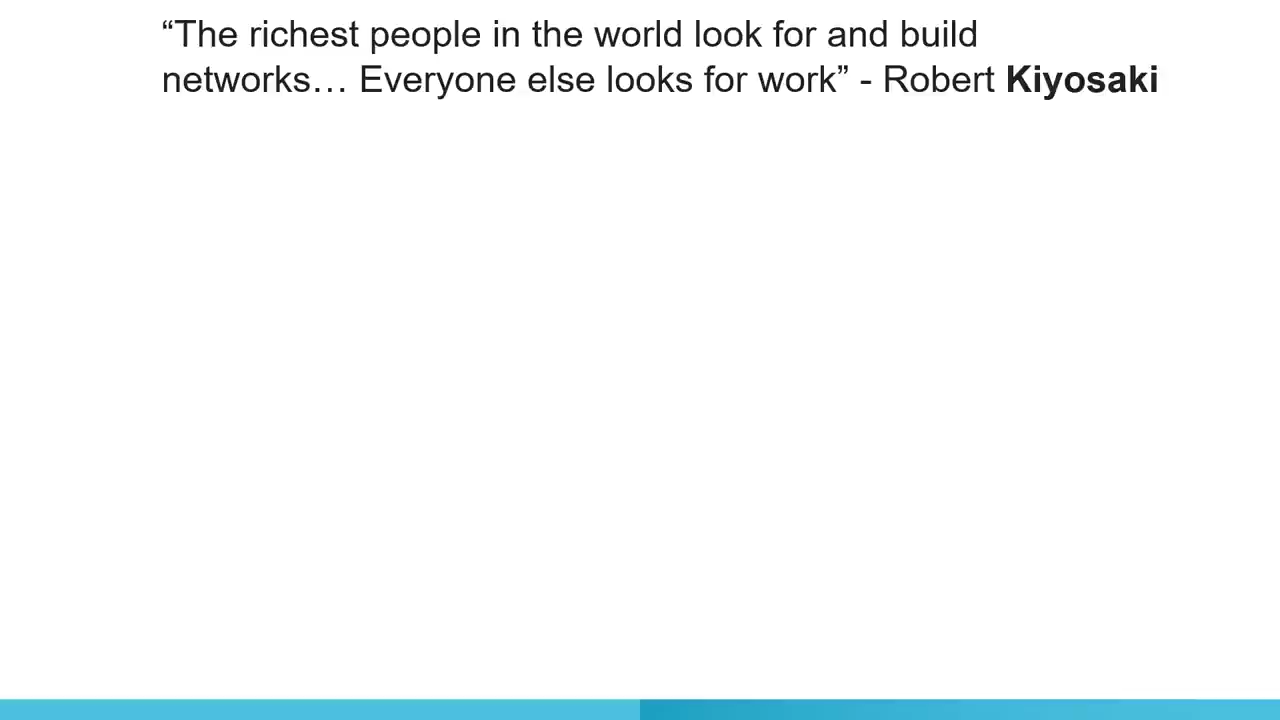 “The richest people in the world look for and build
networks… Everyone else looks for work” - Robert Kiyosaki